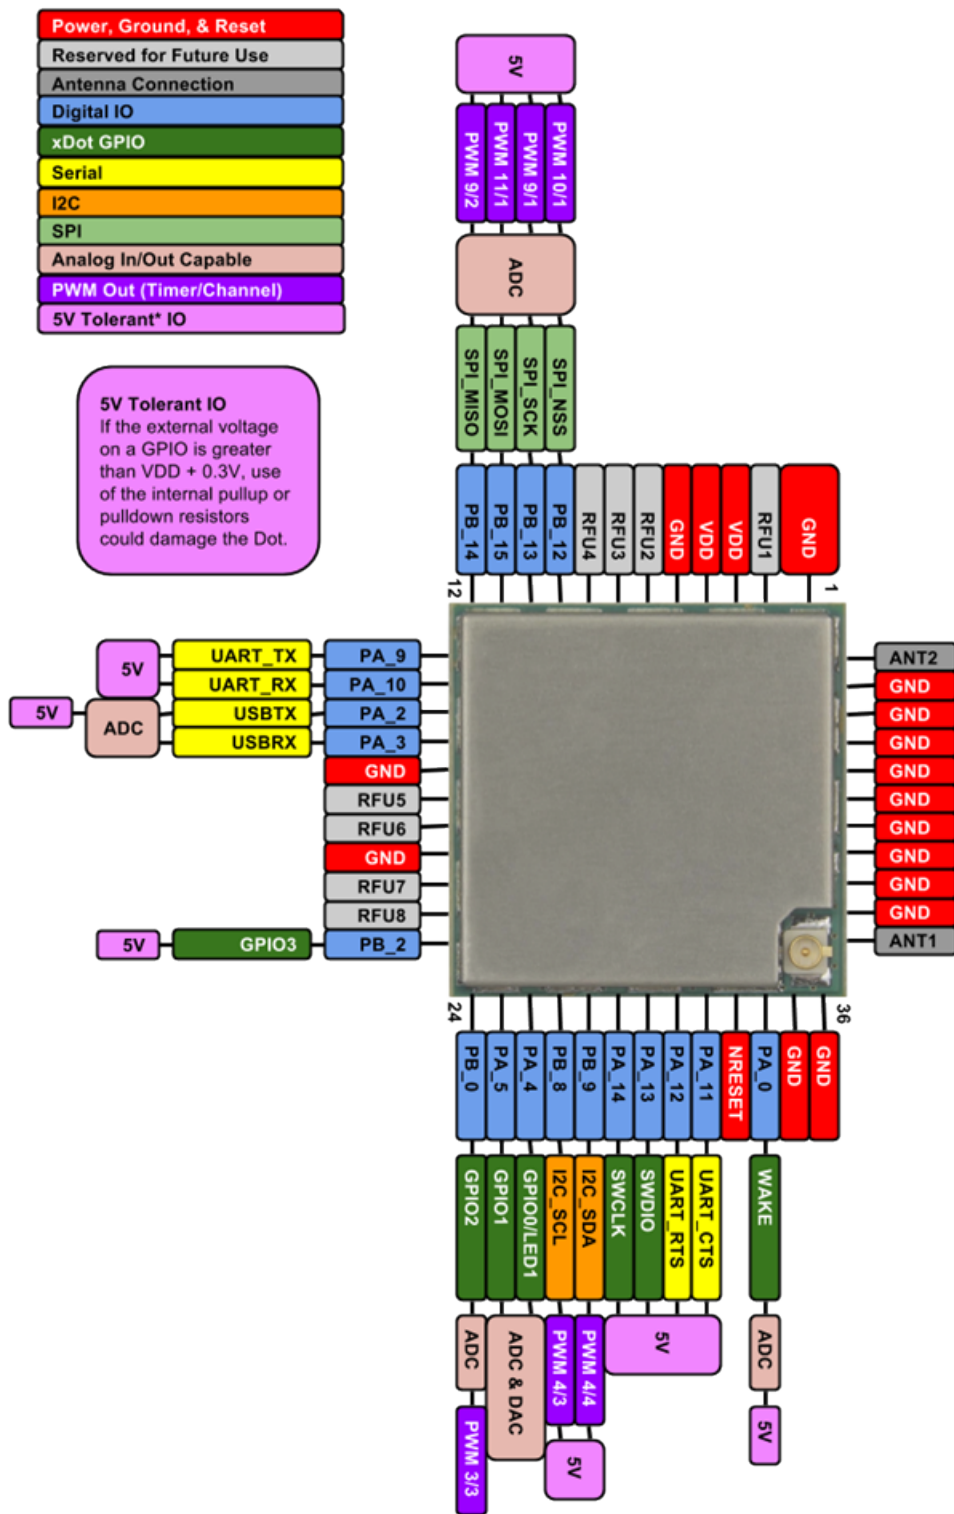 Power, Ground, & Reset
Reserved for Future Use
Antenna Connection
Digital IO
xDot GPIO
Serial
I2C
SPI
Analog In/Out Capable
PWM Out (Timer/Channel)
5V Tolerant* IO
5V Tolerant IO
If the external voltage
on a GPIO is greater
than VDD + 0.3V, use
of the internal pullup or
pulldown resistors
could damage the Dot.
5V
PWM 9/2
PWM 11/1
PWM 9/1
PWM 10/1
ADC
SPI_MISO
SPI_MOSI
SPI_SCK
SPI_NSS
PB_14
PB_15
PB_13
PB_12
RFU4
RFU3
RFU2
GND
VDD
VDD
RFU1
GND
12
1
5V
UART_TX
PA_9
UART_RX
PA_10
5V
ADC
USBTX
PA_2
USBRX
PA_3
GND
RFU5
RFU6
GND
RFU7
RFU8
5V
GPIO3
PB_2
ANT2
GND
GND
GND
GND
GND
GND
GND
GND
GND
ANT1
24
36
PB_0
PA_5
PA_4
PB_8
PB_9
PA_14
PA_13
PA_12
PA_11
NRESET
PA_0
GND
GND
GPIO2
GPIO1
GPIO0/LED1
I2C_SCL
I2C_SDA
SWCLK
SWDIO
UART_RTS
UART_CTS
WAKE
ADC
ADC & DAC
PWM 4/3
PWM 4/4
5V
ADC
PWM 3/3
5V
5V